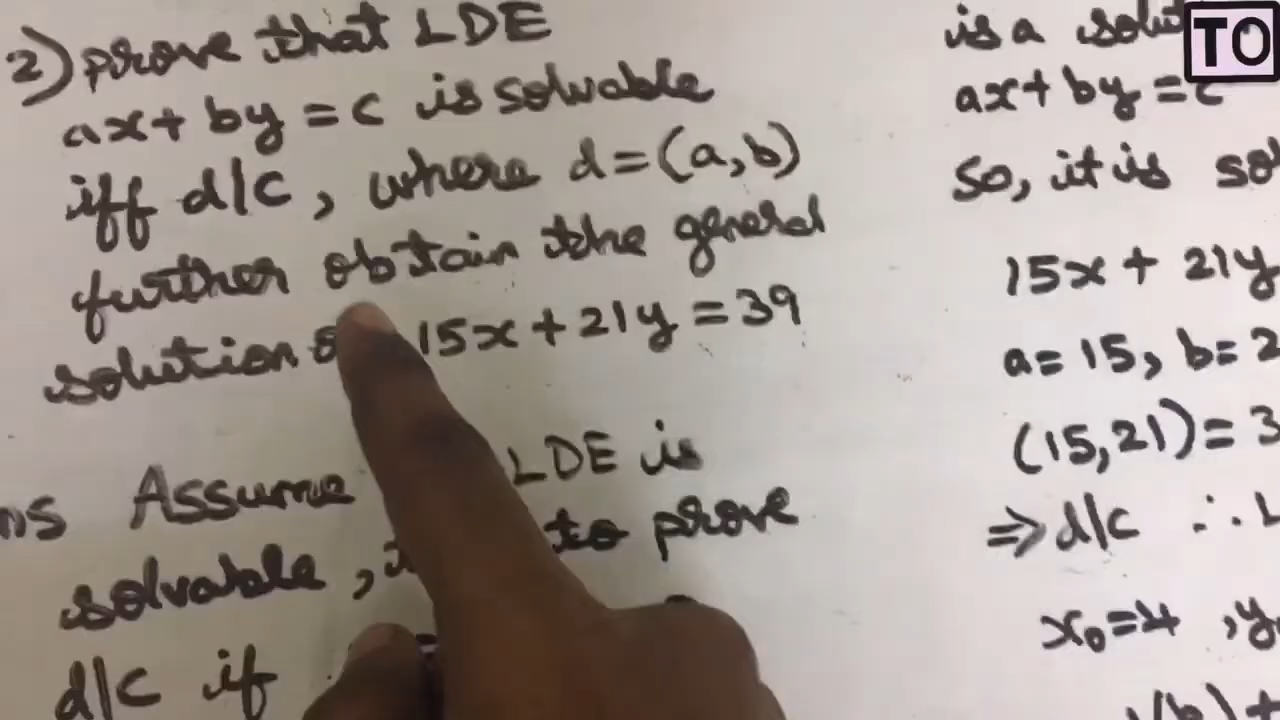 2) prove that LDE
ax + by = c is solvable
iff d/c, where d = (a, b)
further obtain the general
solution 15x + 21y = 39
Assume LDE is
solvable, to prove
d/c if
is a
ax + by = c
so, it is
15x + 21y
a = 15, b =
(15, 21) = 3
⇒ d/c ∴
x₀ = 4
TO